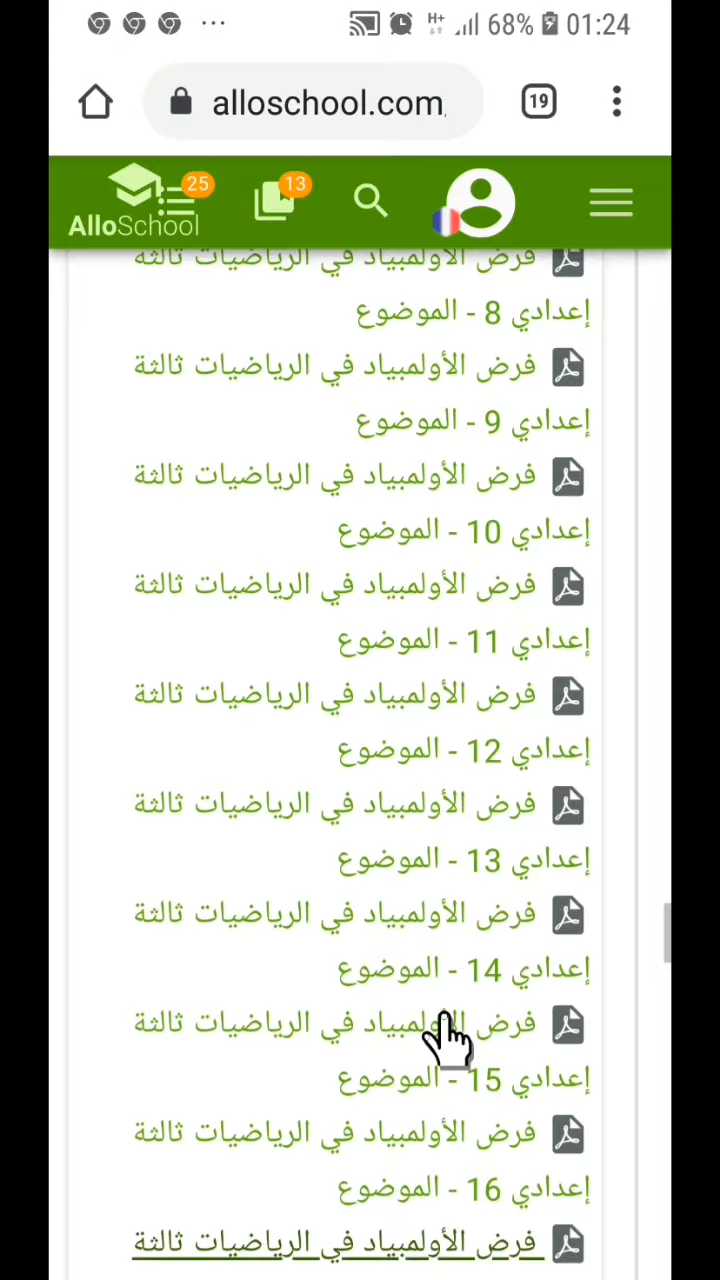 68% 01:24
alloschool.com
19
25
13
AlloSchool
فرض الأولمبياد في الرياضيات ثالثة
إعدادي 8 - الموضوع
فرض الأولمبياد في الرياضيات ثالثة
إعدادي 9 - الموضوع
فرض الأولمبياد في الرياضيات ثالثة
إعدادي 10 - الموضوع
فرض الأولمبياد في الرياضيات ثالثة
إعدادي 11 - الموضوع
فرض الأولمبياد في الرياضيات ثالثة
إعدادي 12 - الموضوع
فرض الأولمبياد في الرياضيات ثالثة
إعدادي 13 - الموضوع
فرض الأولمبياد في الرياضيات ثالثة
إعدادي 14 - الموضوع
فرض الأولمبياد في الرياضيات ثالثة
إعدادي 15 - الموضوع
فرض الأولمبياد في الرياضيات ثالثة
إعدادي 16 - الموضوع
فرض الأولمبياد في الرياضيات ثالثة